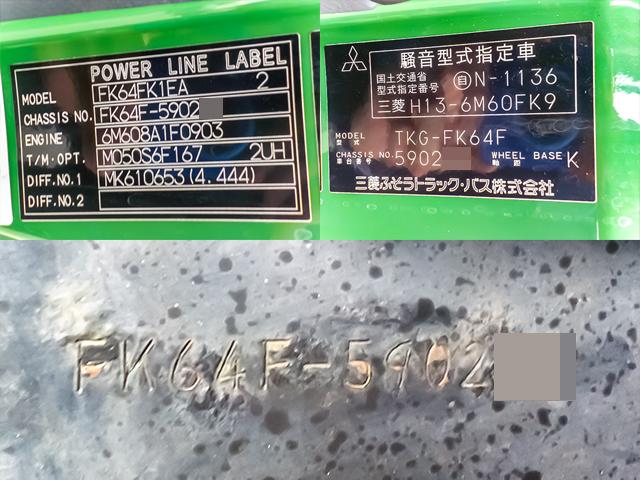 POWER LINE LABEL
MODEL FK64FK1EA 2
CHASSIS NO. FK64F-5902
ENGINE 6M608A1F0903
T/M・OPT. M050S6F167 2UH
DIFF.NO.1 MK610653(4.444)
DIFF.NO.2
騒音型式指定車
国土交通省
型式指定番号 自N-1136
三菱 H13-6M60FK9
MODEL
型式 TKG-FK64F
CHASSIS NO.
車台番号 5902
WHEEL BASE
軸距 K
三菱ふそうトラック・バス株式会社
FK64F-5902